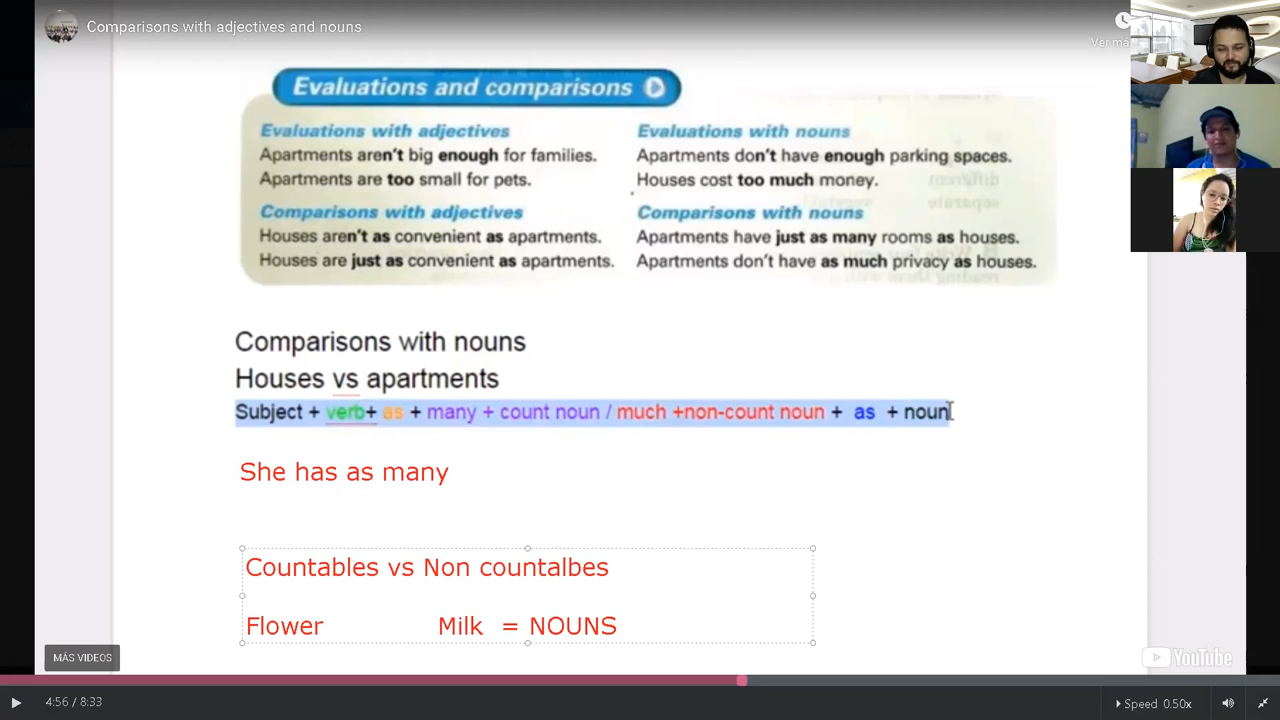 Comparisons with adjectives and nouns
Evaluations and comparisons
Evaluations with adjectives
Apartments aren't big enough for families.
Apartments are too small for pets.
Comparisons with adjectives
Houses aren't as convenient as apartments.
Houses are just as convenient as apartments.
Evaluations with nouns
Apartments don't have enough parking spaces.
Houses cost too much money.
Comparisons with nouns
Apartments have just as many rooms as houses.
Apartments don't have as much privacy as houses.
Comparisons with nouns
Houses vs apartments
Subject + verb+ as + many + count noun / much +non-count noun + as + noun
She has as many
Countables vs Non countalbes
Flower Milk = NOUNS
MÁS VIDEOS
YouTube
4:56 / 8:33
Speed 0.50x